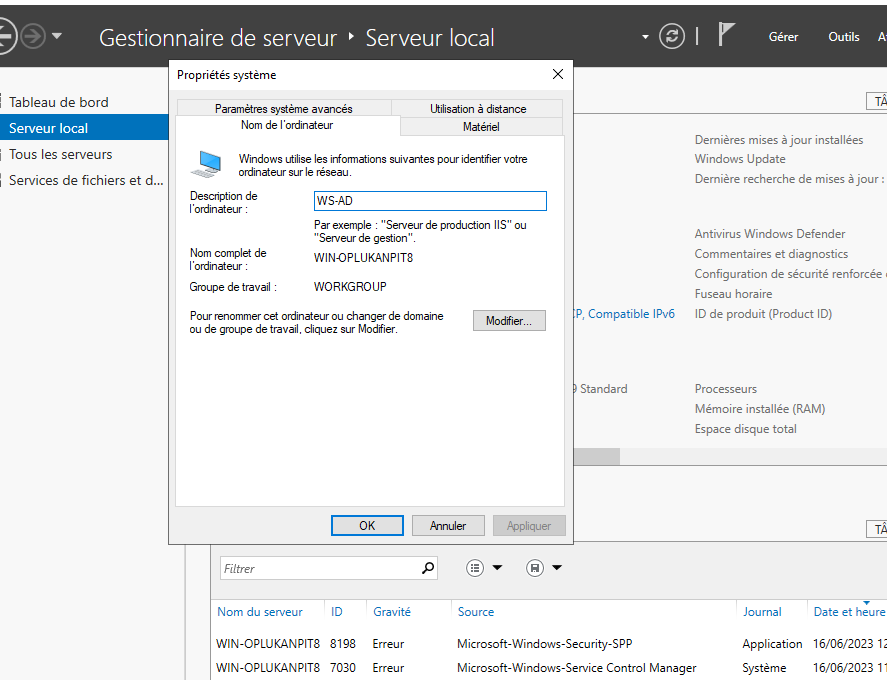 Gestionnaire de serveur ‣ Serveur local
Gérer
Outils
Propriétés système
Tableau de bord
Serveur local
Tous les serveurs
Services de fichiers et d...
Paramètres système avancés
Utilisation à distance
Nom de l'ordinateur
Matériel
Windows utilise les informations suivantes pour identifier votre
ordinateur sur le réseau.
Description de
l'ordinateur :
WS-AD
Par exemple : "Serveur de production IIS" ou
"Serveur de gestion".
Nom complet de
l'ordinateur :
WIN-OPLUKANPIT8
Groupe de travail :
WORKGROUP
Pour renommer cet ordinateur ou changer de domaine
ou de groupe de travail, cliquez sur Modifier.
Modifier...
OK
Annuler
Appliquer
TÂ
Dernières mises à jour installées
Windows Update
Dernière recherche de mises à jour :
Antivirus Windows Defender
Commentaires et diagnostics
Configuration de sécurité renforcée
Fuseau horaire
P, Compatible IPv6
ID de produit (Product ID)
9 Standard
Processeurs
Mémoire installée (RAM)
Espace disque total
TÂ
Filtrer
Nom du serveur ID Gravité Source Journal Date et heure
WIN-OPLUKANPIT8 8198 Erreur Microsoft-Windows-Security-SPP Application 16/06/2023 12
WIN-OPLUKANPIT8 7030 Erreur Microsoft-Windows-Service Control Manager Système 16/06/2023 11